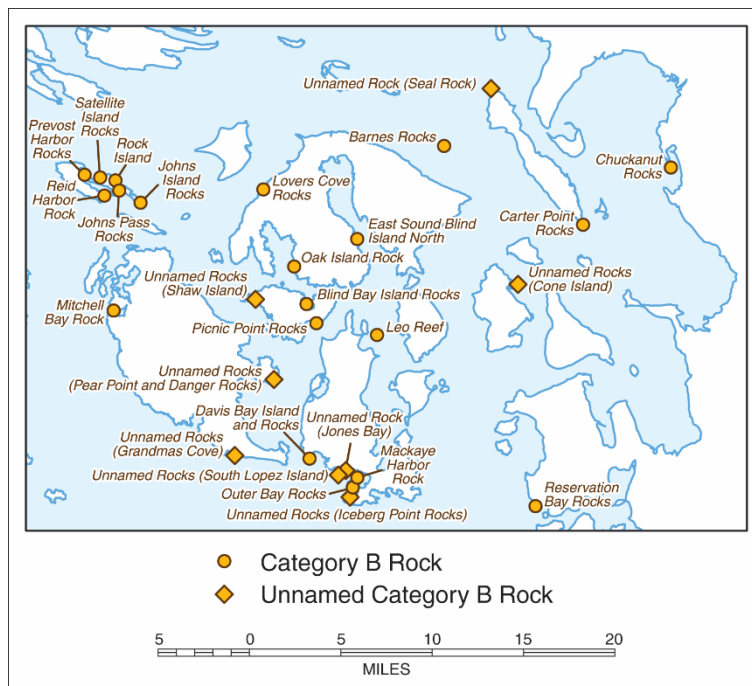 Unnamed Rock (Seal Rock)
Satellite
Island
Rocks
Prevost
Harbor
Rocks
Rock
Island
Johns
Island
Rocks
Reid
Harbor
Rock
Johns Pass
Rocks
Barnes Rocks
Lovers Cove
Rocks
Chuckanut
Rocks
East Sound Blind
Island North
Carter Point
Rocks
Oak Island Rock
Unnamed Rocks
(Shaw Island)
Unnamed Rocks
(Cone Island)
Mitchell
Bay Rock
Blind Bay Island Rocks
Picnic Point Rocks
Leo Reef
Unnamed Rocks
(Pear Point and Danger Rocks)
Davis Bay Island
and Rocks
Unnamed Rock
(Jones Bay)
Unnamed Rocks
(Grandmas Cove)
Mackaye
Harbor
Rock
Unnamed Rocks (South Lopez Island)
Outer Bay Rocks
Unnamed Rocks (Iceberg Point Rocks)
Reservation
Bay Rocks
Category B Rock
Unnamed Category B Rock
5 0 5 10 15 20
MILES